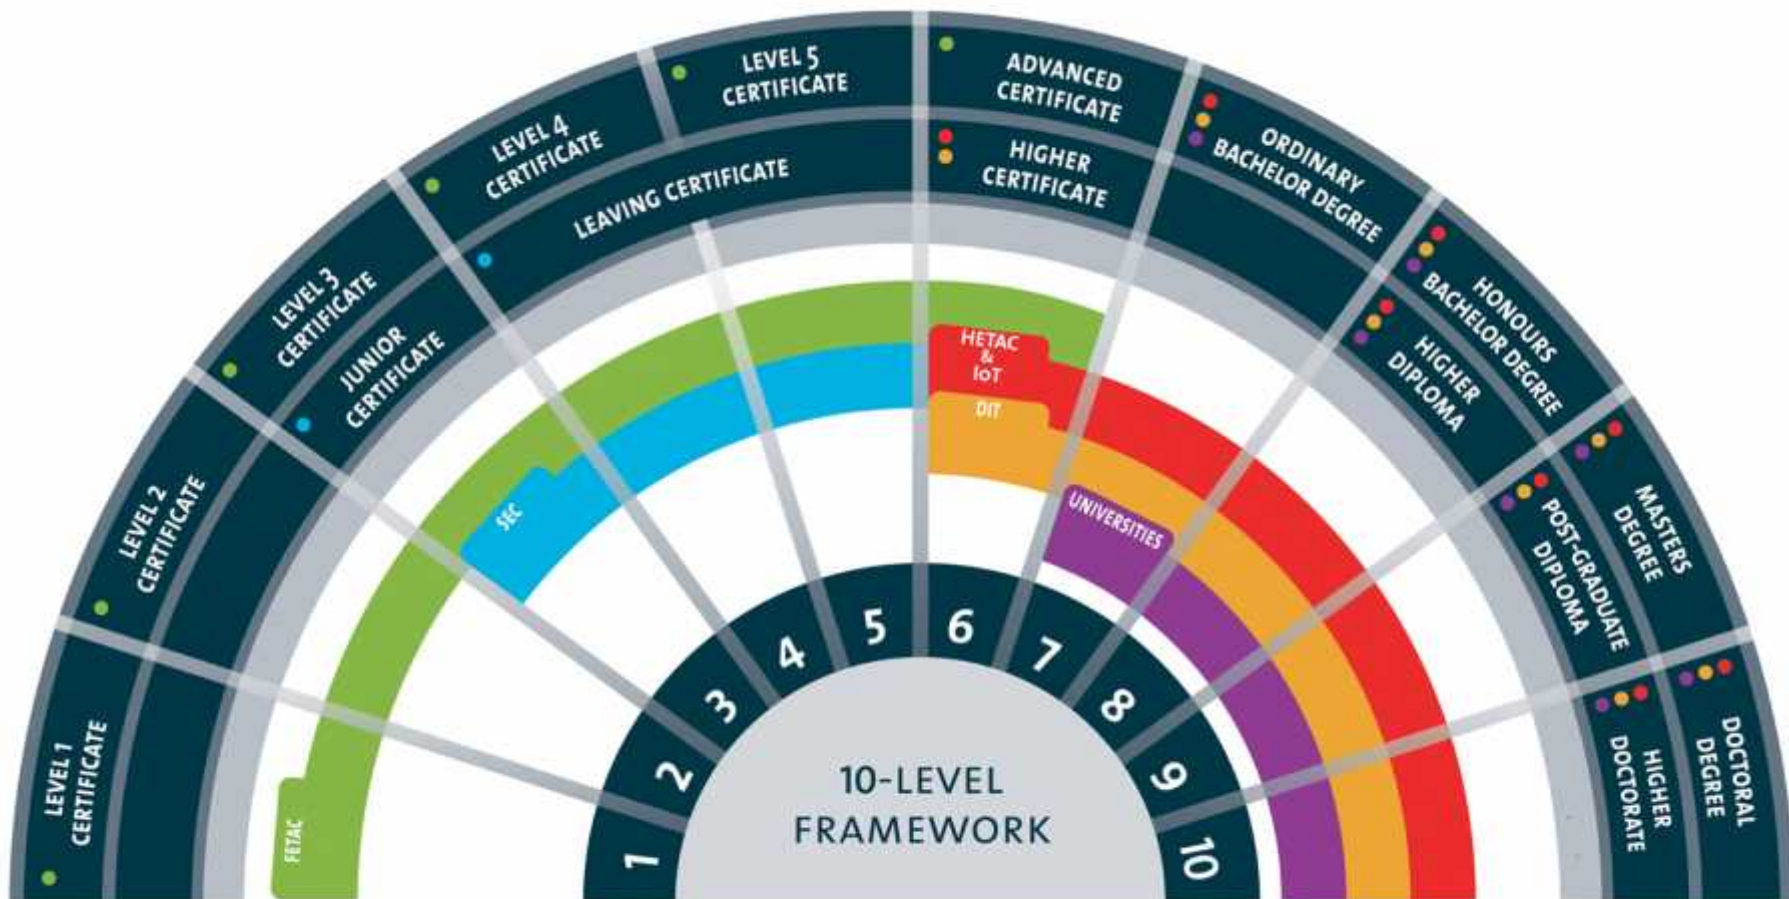 LEVEL 1
CERTIFICATE
LEVEL 2
CERTIFICATE
LEVEL 3
CERTIFICATE
JUNIOR
CERTIFICATE
LEVEL 4
CERTIFICATE
LEVEL 5
CERTIFICATE
LEAVING CERTIFICATE
ADVANCED
CERTIFICATE
HIGHER
CERTIFICATE
ORDINARY
BACHELOR DEGREE
HONOURS
BACHELOR DEGREE
HIGHER
DIPLOMA
MASTERS
DEGREE
POST-GRADUATE
DIPLOMA
DOCTORAL
DEGREE
HIGHER
DOCTORATE
FETAC
SEC
HETAC
&
IoT
DIT
UNIVERSITIES
1
2
3
4
5
6
7
8
9
10
10-LEVEL
FRAMEWORK